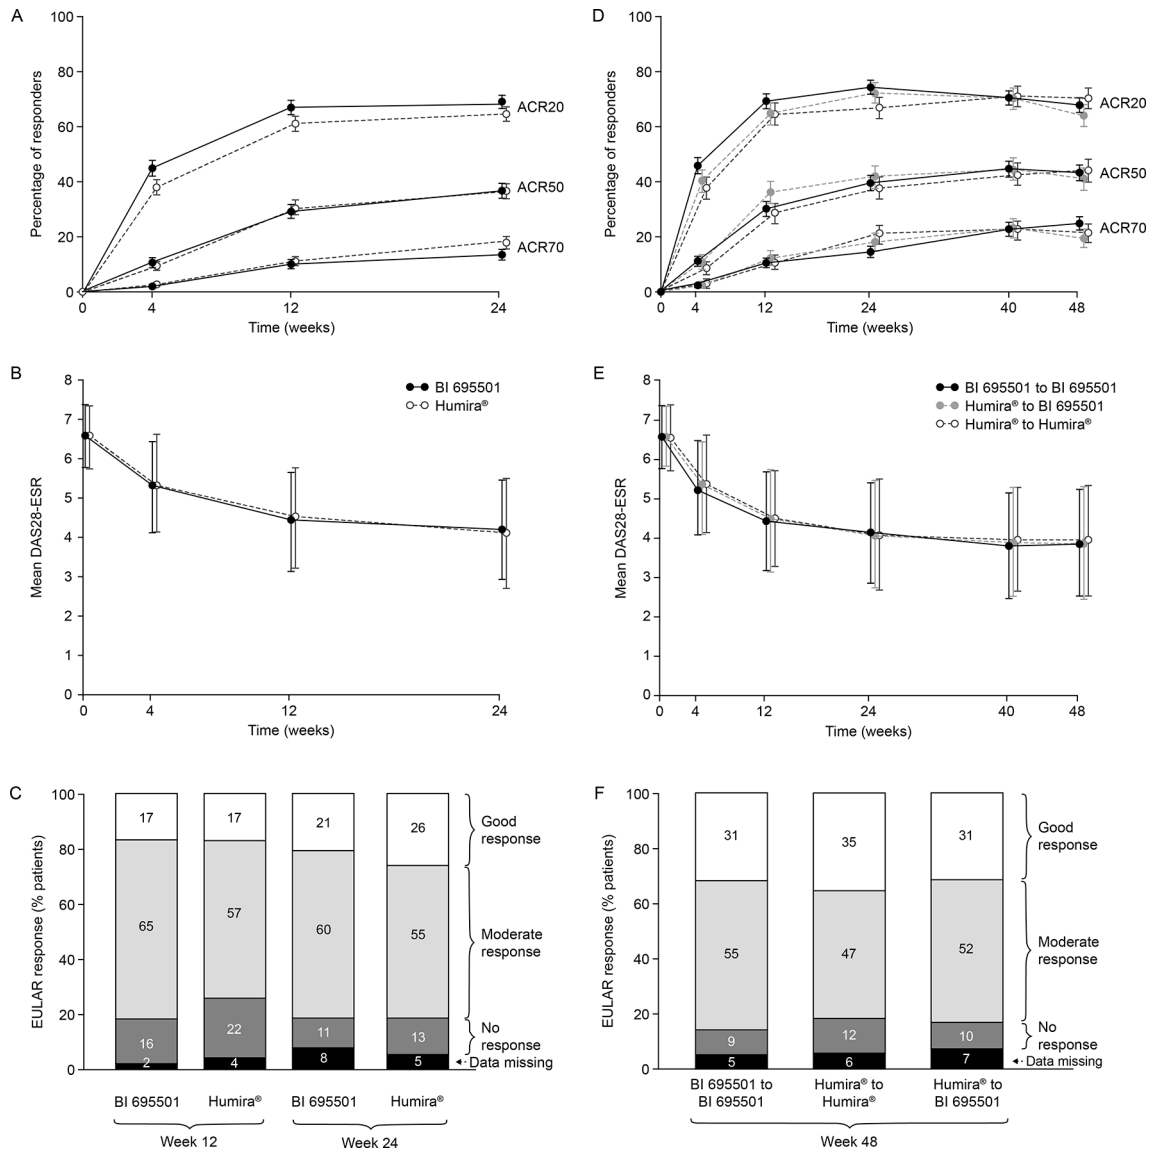 A
Percentage of responders
100
80
60
40
20
0
ACR20
ACR50
ACR70
0
4
12
24
Time (weeks)
D
Percentage of responders
100
80
60
40
20
0
ACR20
ACR50
ACR70
0
4
12
24
40
48
Time (weeks)
B
Mean DAS28-ESR
8
7
6
5
4
3
2
1
0
BI 695501
Humira®
0
4
12
24
Time (weeks)
E
Mean DAS28-ESR
8
7
6
5
4
3
2
1
0
BI 695501 to BI 695501
Humira® to BI 695501
Humira® to Humira®
0
4
12
24
40
48
Time (weeks)
C
EULAR response (% patients)
100
80
60
40
20
0
17
65
16
2
17
57
22
4
21
60
11
8
26
55
13
5
Good
response
Moderate
response
No
response
Data missing
BI 695501
Humira®
BI 695501
Humira®
Week 12
Week 24
F
EULAR response (% patients)
100
80
60
40
20
0
31
55
9
5
35
47
12
6
31
52
10
7
Good
response
Moderate
response
No
response
Data missing
BI 695501 to
BI 695501
Humira® to
Humira®
Humira® to
BI 695501
Week 48